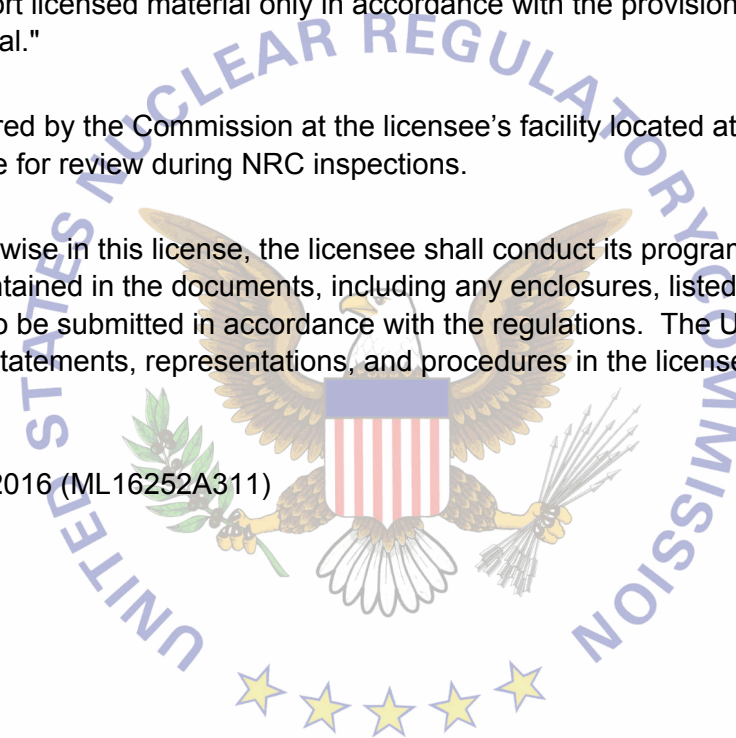 ort licensed material only in accordance with the provision
al."
red by the Commission at the licensee's facility located at
e for review during NRC inspections.
wise in this license, the licensee shall conduct its program
ntained in the documents, including any enclosures, listed
o be submitted in accordance with the regulations. The U
statements, representations, and procedures in the license
2016 (ML16252A311)
UNITED STATES NUCLEAR REGULATORY COMMISSION